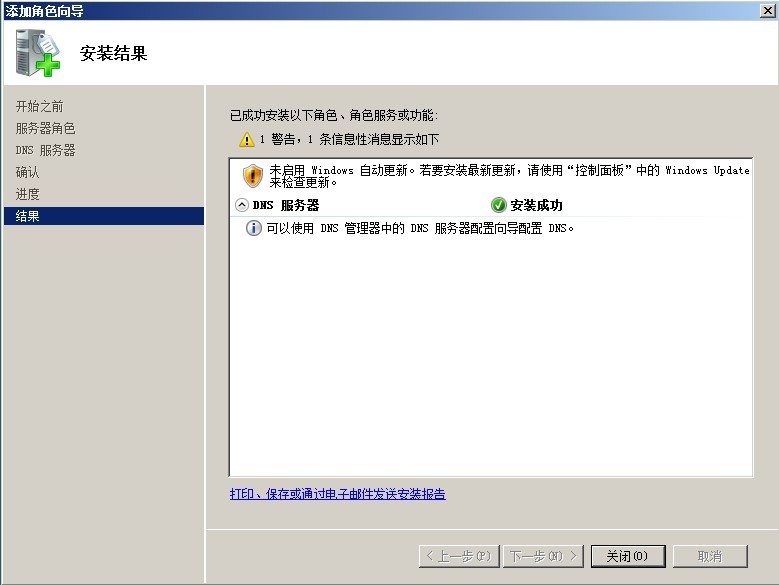 添加角色向导
安装结果
开始之前
服务器角色
DNS 服务器
确认
进度
结果
已成功安装以下角色、角色服务或功能:
1 警告，1 条信息性消息显示如下
未启用 Windows 自动更新。若要安装最新更新，请使用“控制面板”中的 Windows Update
来检查更新。
DNS 服务器 安装成功
可以使用 DNS 管理器中的 DNS 服务器配置向导配置 DNS。
打印、保存或通过电子邮件发送安装报告
< 上一步(P) 下一步(N) > 关闭(O) 取消